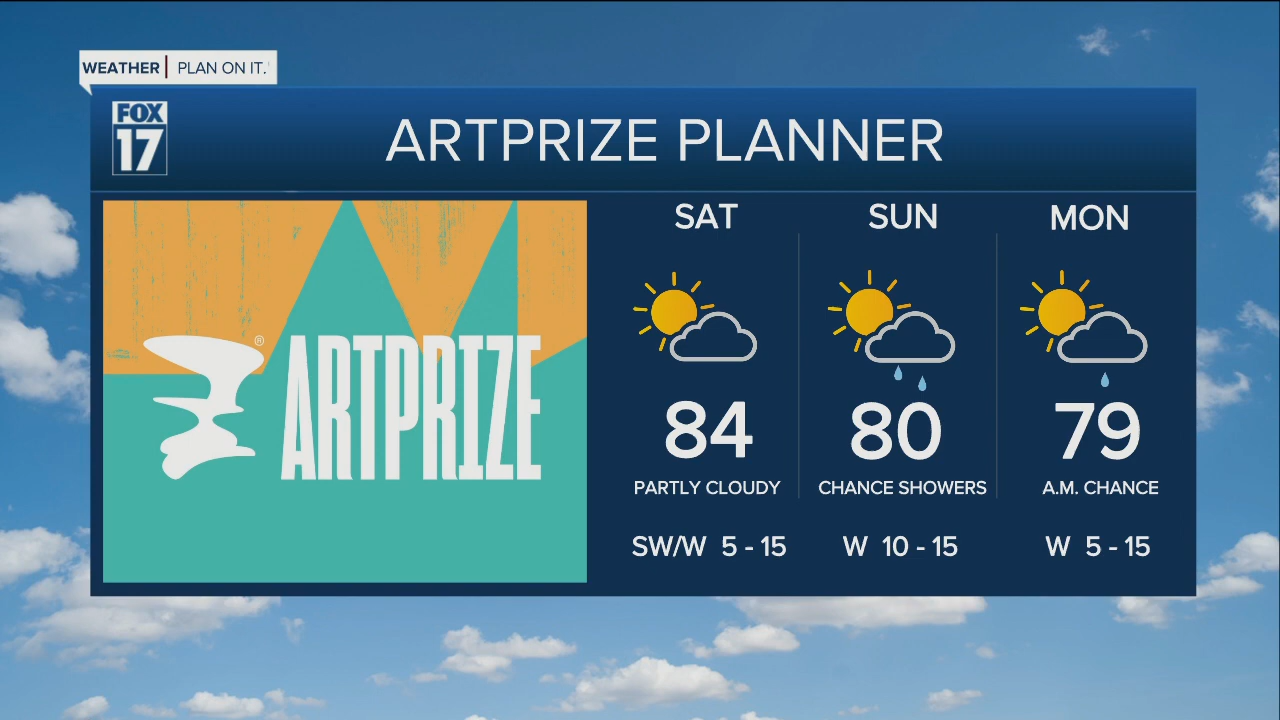 WEATHER | PLAN ON IT.
FOX
17
ARTPRIZE PLANNER
ARTPRIZE®
SAT
SUN
MON
84
80
79
PARTLY CLOUDY
CHANCE SHOWERS
A.M. CHANCE
SW/W 5 - 15
W 10 - 15
W 5 - 15